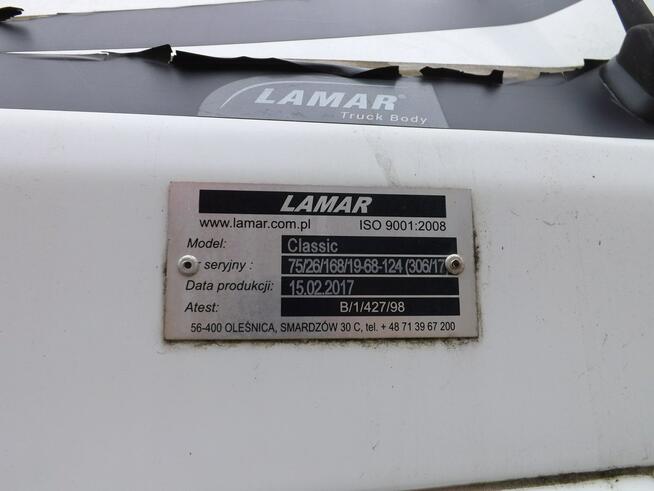 LAMAR®
Truck Body
LAMAR
www.lamar.com.pl ISO 9001:2008
Model: Classic
seryjny : 75/26/168/19-68-124 (306/17
Data produkcji: 15.02.2017
Atest: B/1/427/98
56-400 OLEŚNICA, SMARDZÓW 30 C, tel. + 48 71 39 67 200